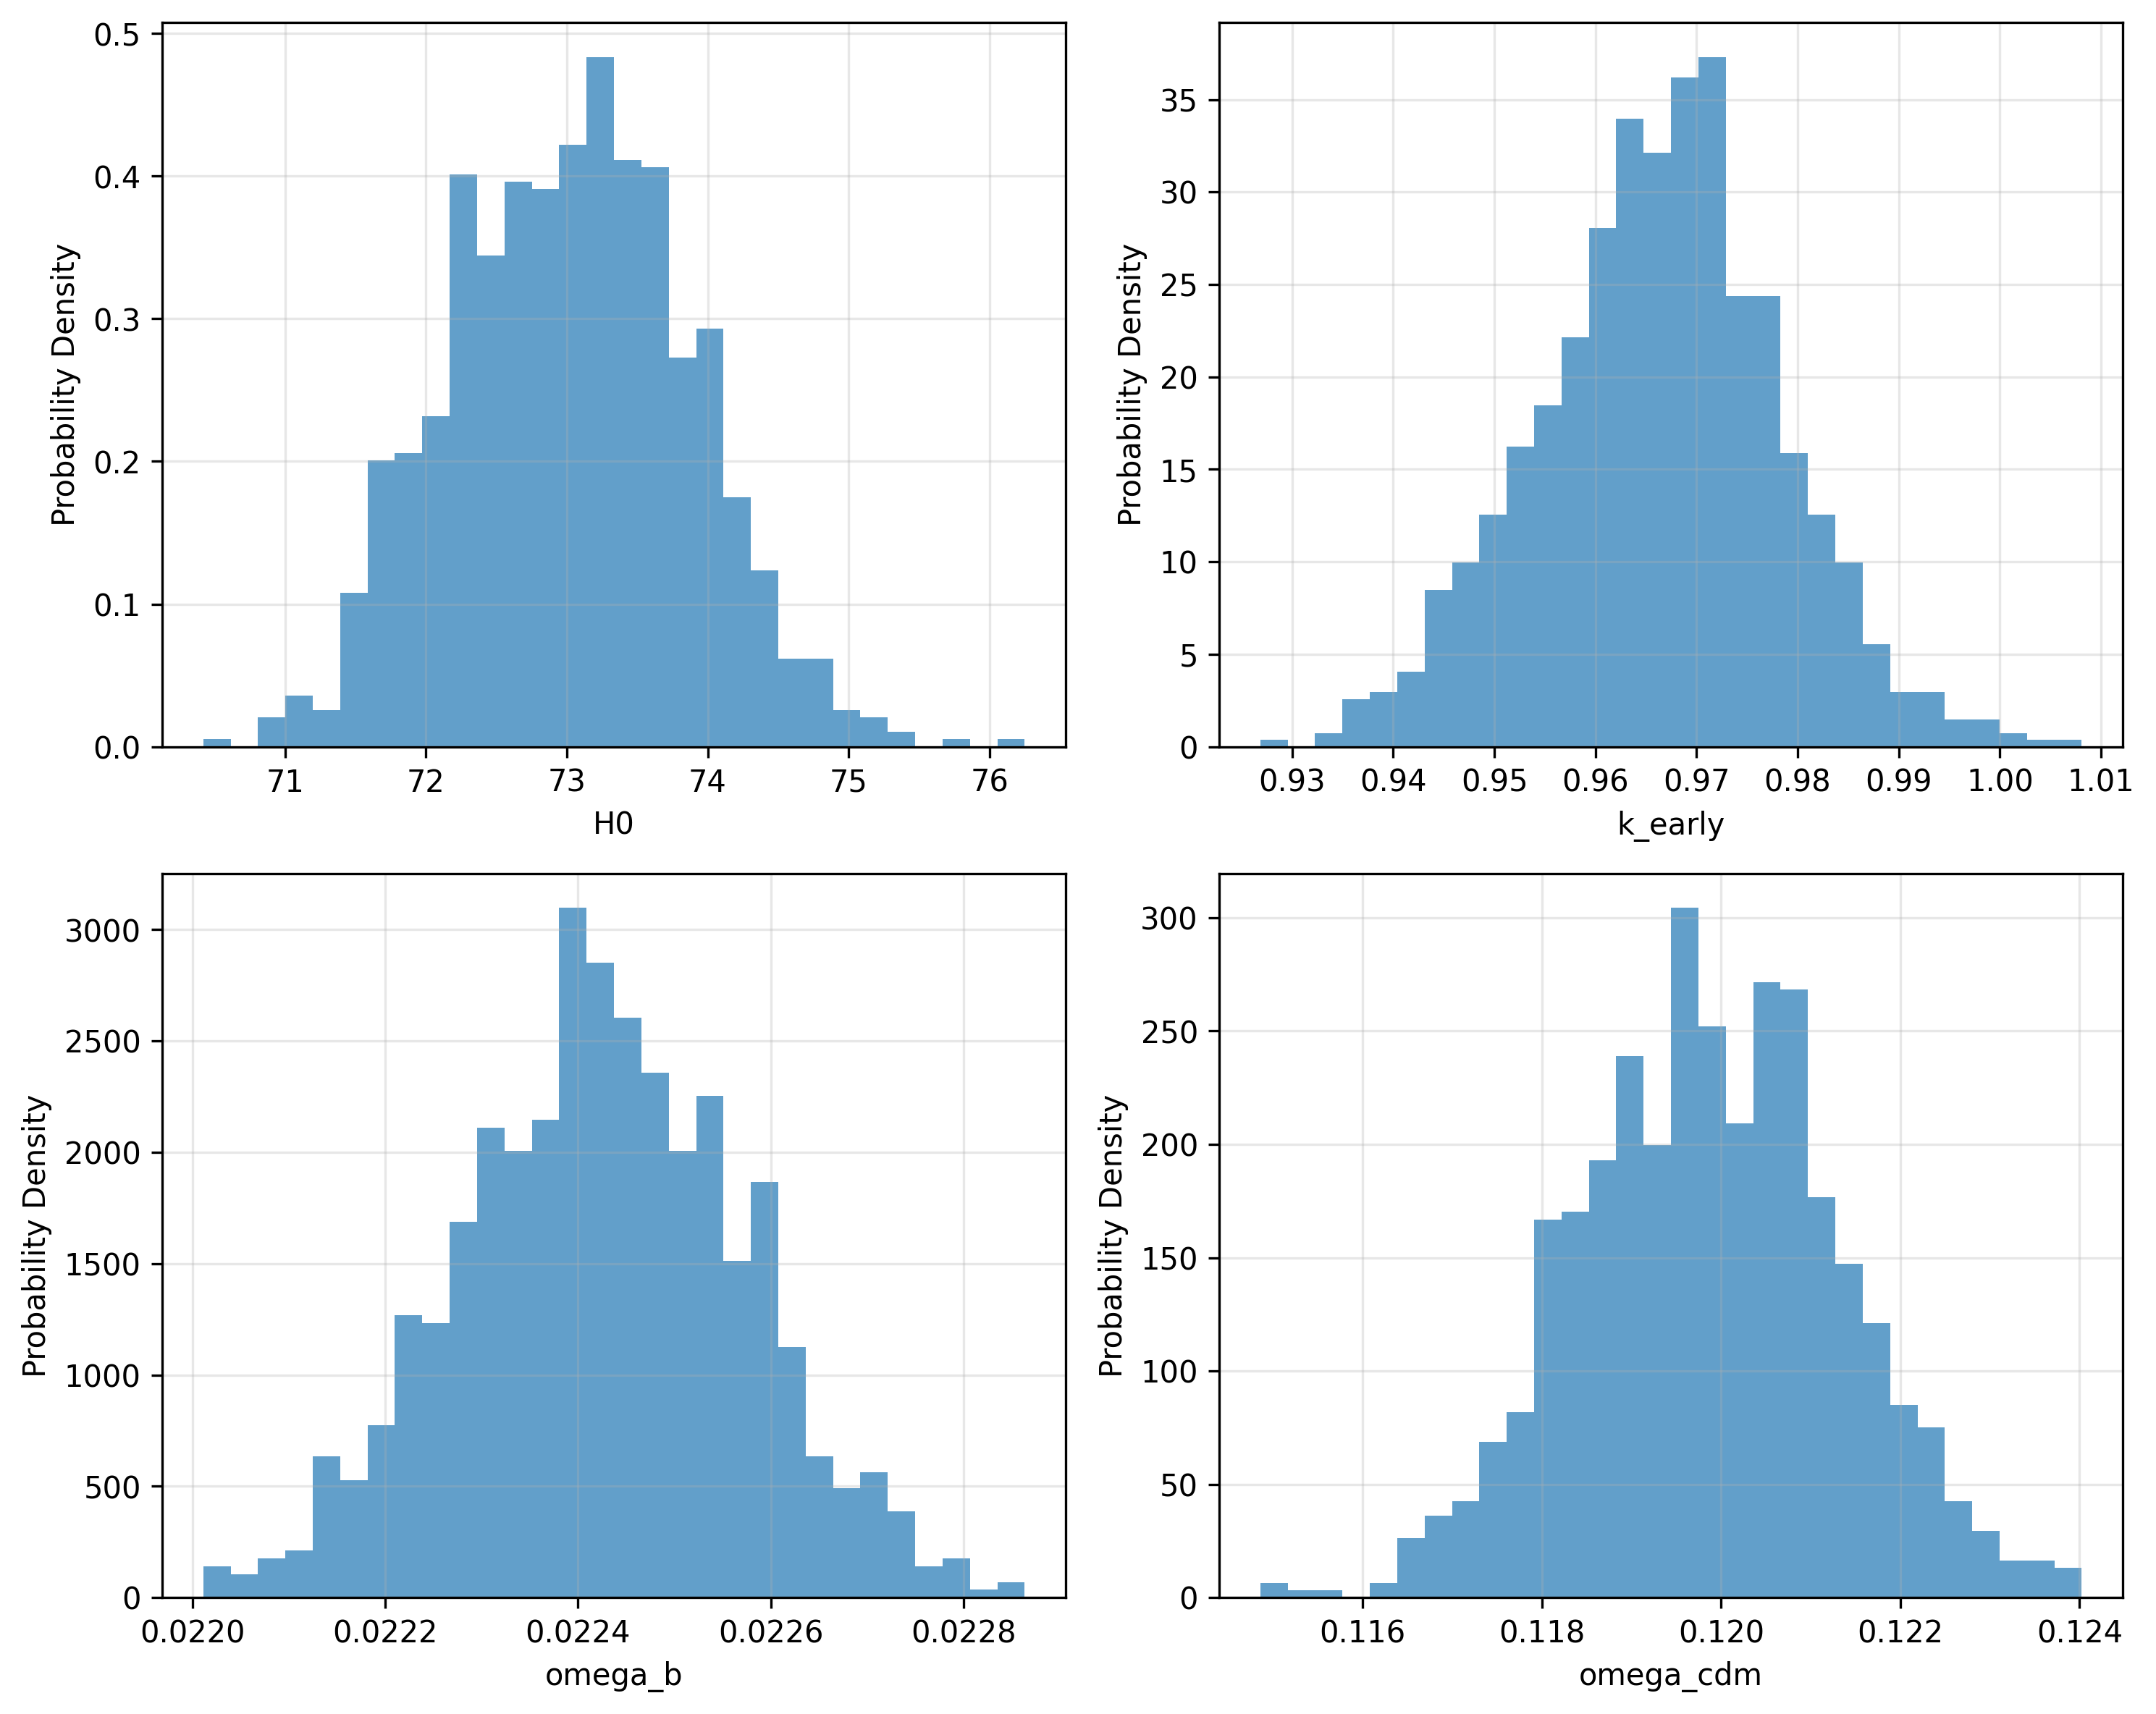 Probability Density
0.5
0.4
0.3
0.2
0.1
0.0
71 72 73 74 75 76
H0
Probability Density
35
30
25
20
15
10
5
0
0.93 0.94 0.95 0.96 0.97 0.98 0.99 1.00 1.01
k_early
Probability Density
3000
2500
2000
1500
1000
500
0
0.0220 0.0222 0.0224 0.0226 0.0228
omega_b
Probability Density
300
250
200
150
100
50
0
0.116 0.118 0.120 0.122 0.124
omega_cdm